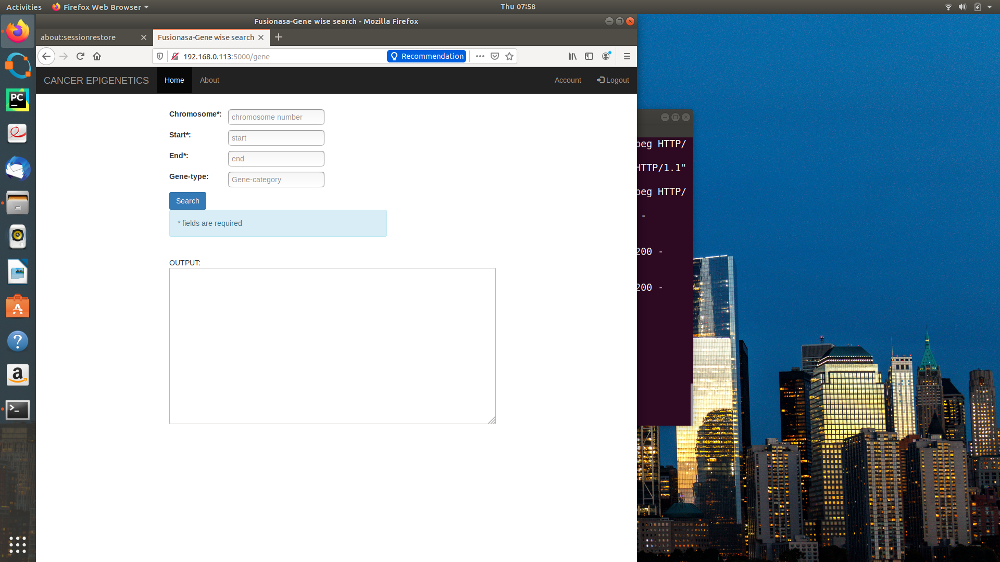 Activities Firefox Web Browser Thu 07:58
Fusionasa-Gene wise search - Mozilla Firefox
about:sessionrestore Fusionasa-Gene wise search
192.168.0.113:5000/gene Recommendation
CANCER EPIGENETICS Home About Account Logout
Chromosome*: chromosome number
Start*: start
End*: end
Gene-type: Gene-category
Search
* fields are required
OUTPUT:
peg HTTP/
HTTP/1.1"
peg HTTP/
-
200 -
200 -
PC
a